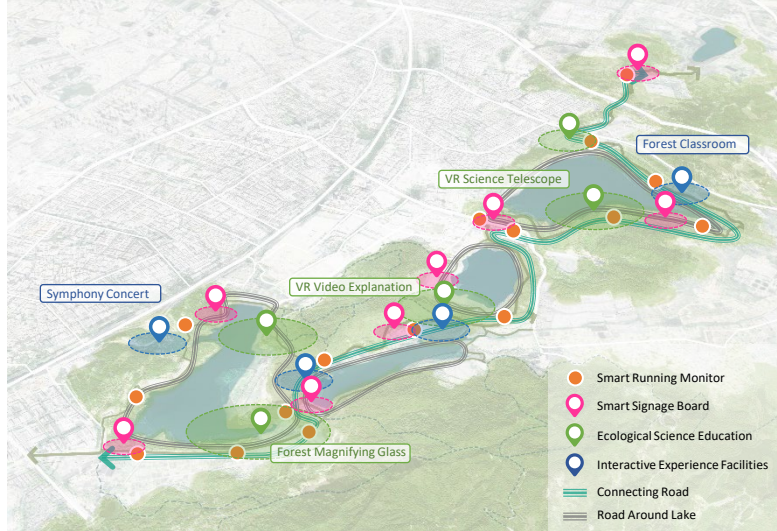 Forest Classroom
VR Science Telescope
VR Video Explanation
Symphony Concert
Forest Magnifying Glass
Smart Running Monitor
Smart Signage Board
Ecological Science Education
Interactive Experience Facilities
Connecting Road
Road Around Lake